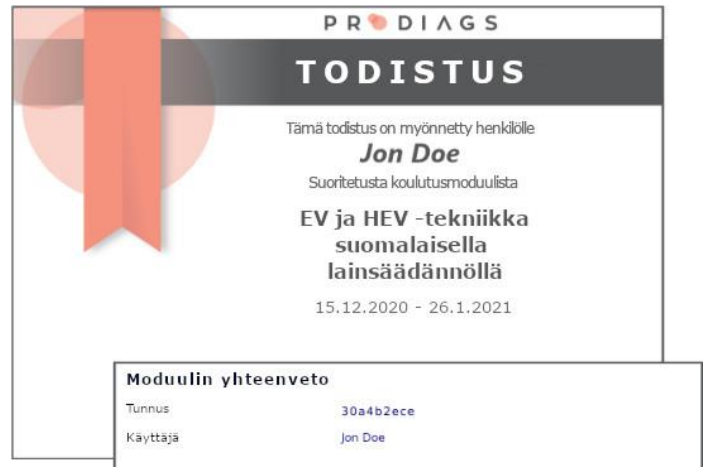 PRODIAGS
TODISTUS
Tämä todistus on myönnetty henkilölle
Jon Doe
Suoritetusta koulutusmoduulista
EV ja HEV -tekniikka
suomalaisella
lainsäädännöllä
15.12.2020 - 26.1.2021
Moduulin yhteenveto
Tunnus 30a4b2ece
Käyttäjä Jon Doe